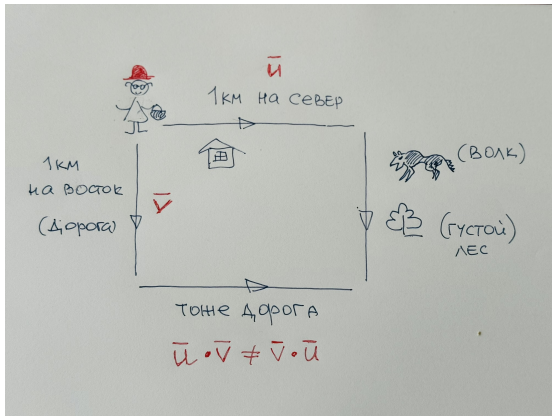 ū
1км на север
1км
на восток
(дорога)
v̄
(волк)
(густой)
лес
тоже дорога
ū · v̄ ≠ v̄ · ū